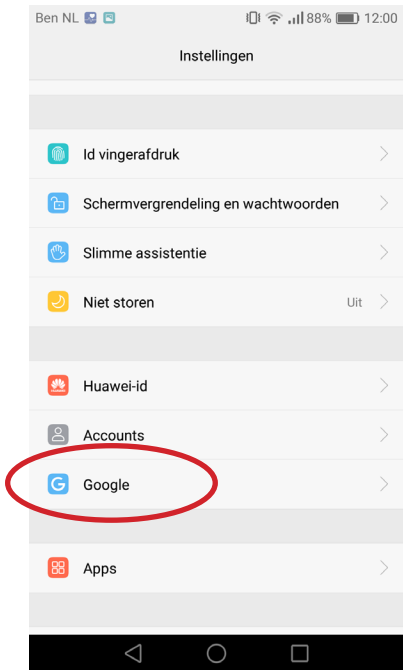 Ben NL 88% 12:00
Instellingen
Id vingerafdruk
Schermvergrendeling en wachtwoorden
Slimme assistentie
Niet storen Uit
Huawei-id
Accounts
G Google
Apps